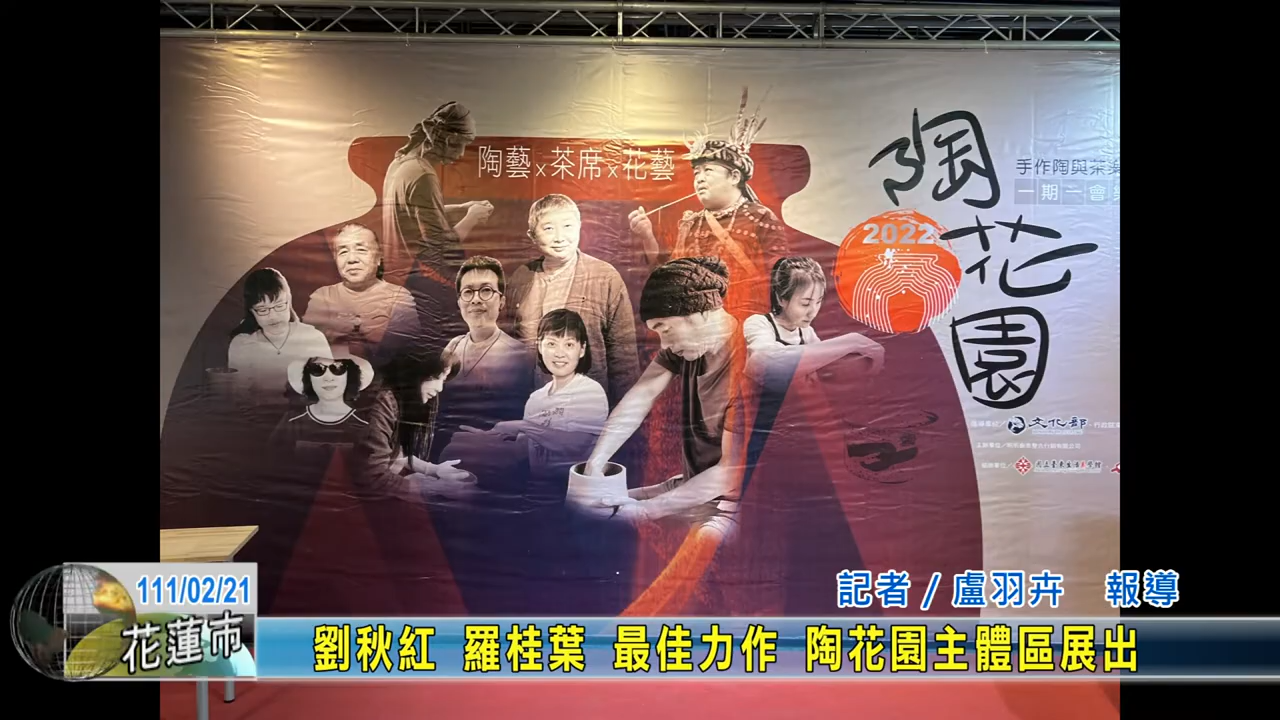 陶藝x茶席x花藝
陶花園
2022
手作陶與茶
一期一會
文化部
111/02/21
花蓮市
記者／盧羽卉 報導
劉秋紅 羅桂葉 最佳力作 陶花園主體區展出